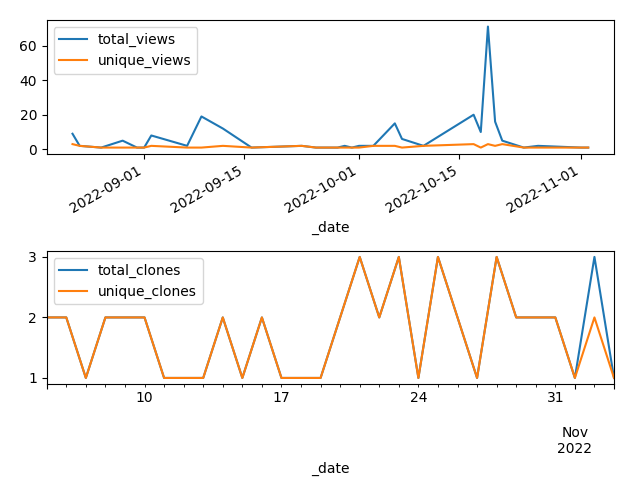 total_views
unique_views
60
40
20
0
2022-09-01
2022-09-15
2022-10-01
2022-10-15
2022-11-01
_date
total_clones
unique_clones
3
2
1
10
17
24
31
Nov
2022
_date